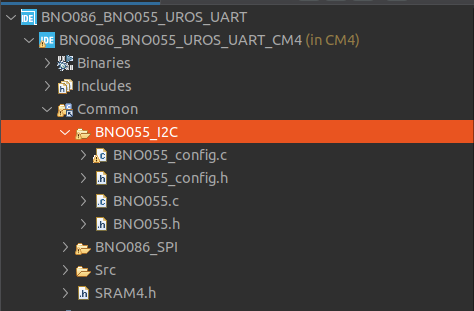 BNO086_BNO055_UROS_UART
BNO086_BNO055_UROS_UART_CM4 (in CM4)
Binaries
Includes
Common
BNO055_I2C
BNO055_config.c
BNO055_config.h
BNO055.c
BNO055.h
BNO086_SPI
Src
SRAM4.h